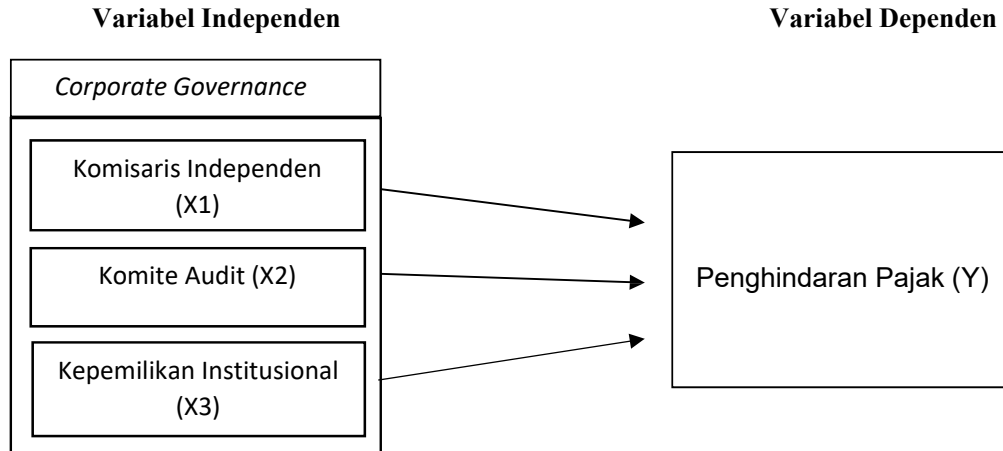 Variabel Independen
Variabel Dependen
Corporate Governance
Komisaris Independen
(X1)
Komite Audit (X2)
Kepemilikan Institusional
(X3)
Penghindaran Pajak (Y)